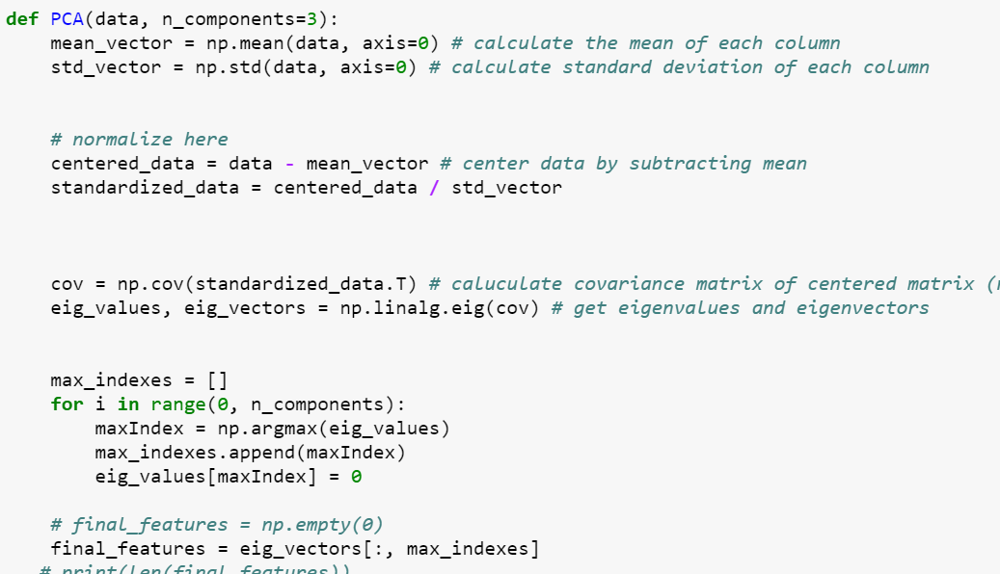 def PCA(data, n_components=3):
    mean_vector = np.mean(data, axis=0) # calculate the mean of each column
    std_vector = np.std(data, axis=0) # calculate standard deviation of each column
    # normalize here
    centered_data = data - mean_vector # center data by subtracting mean
    standardized_data = centered_data / std_vector
    cov = np.cov(standardized_data.T) # caluculate covariance matrix of centered matrix (
    eig_values, eig_vectors = np.linalg.eig(cov) # get eigenvalues and eigenvectors
    max_indexes = []
    for i in range(0, n_components):
        maxIndex = np.argmax(eig_values)
        max_indexes.append(maxIndex)
        eig_values[maxIndex] = 0
    # final_features = np.empty(0)
    final_features = eig_vectors[:, max_indexes]
   # print(len(final_features))